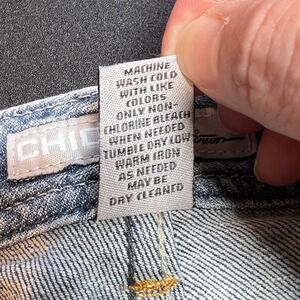 MACHINE
WASH COLD
WITH LIKE
COLORS
ONLY NON-
CHLORINE BLEACH
WHEN NEEDED
TUMBLE DRY LOW
WARM IRON
AS NEEDED
MAY BE
DRY CLEANED
CHIC